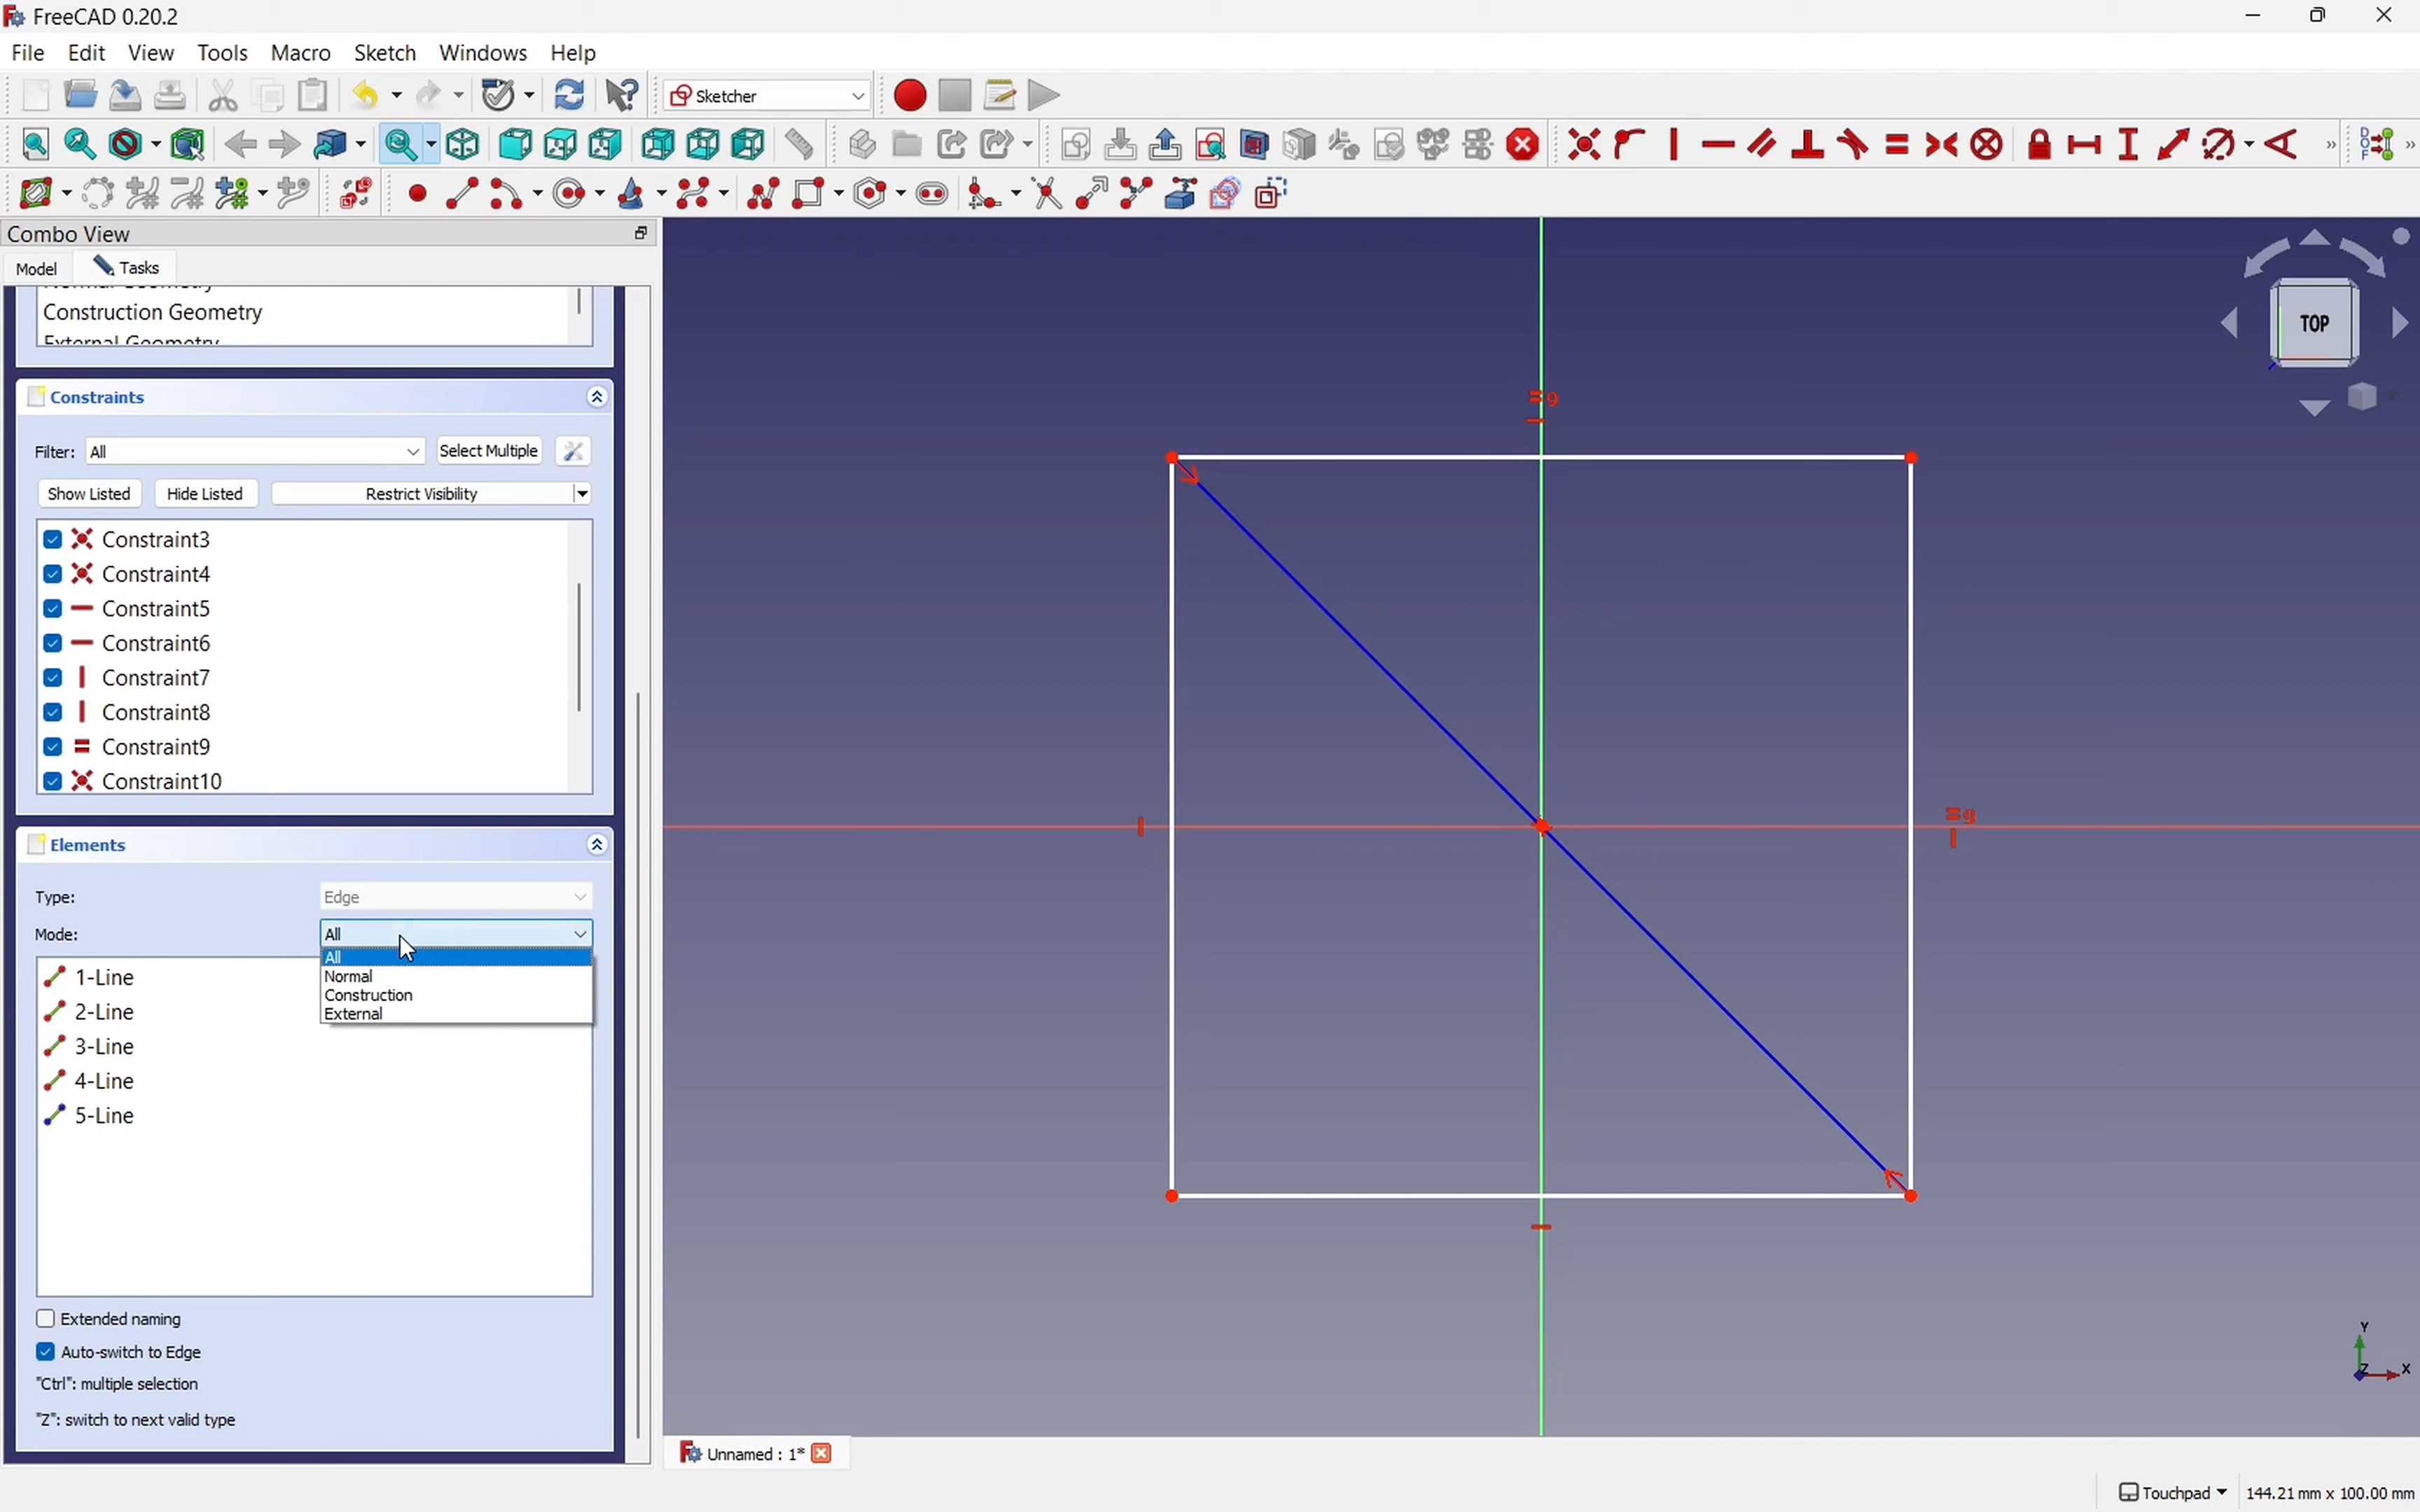 FreeCAD 0.20.2
File Edit View Tools Macro Sketch Windows Help
Sketcher
Combo View
Model Tasks
Construction Geometry
External Geometry
Constraints
Filter: All Select Multiple
Show Listed Hide Listed Restrict Visibility
Constraint3
Constraint4
Constraint5
Constraint6
Constraint7
Constraint8
Constraint9
Constraint10
Elements
Type: Edge
Mode: All
All
Normal
Construction
External
1-Line
2-Line
3-Line
4-Line
5-Line
Extended naming
Auto-switch to Edge
"Ctrl": multiple selection
"Z": switch to next valid type
TOP
9
9
Y
Z X
Unnamed : 1*
Touchpad 144.21 mm x 100.00 mm